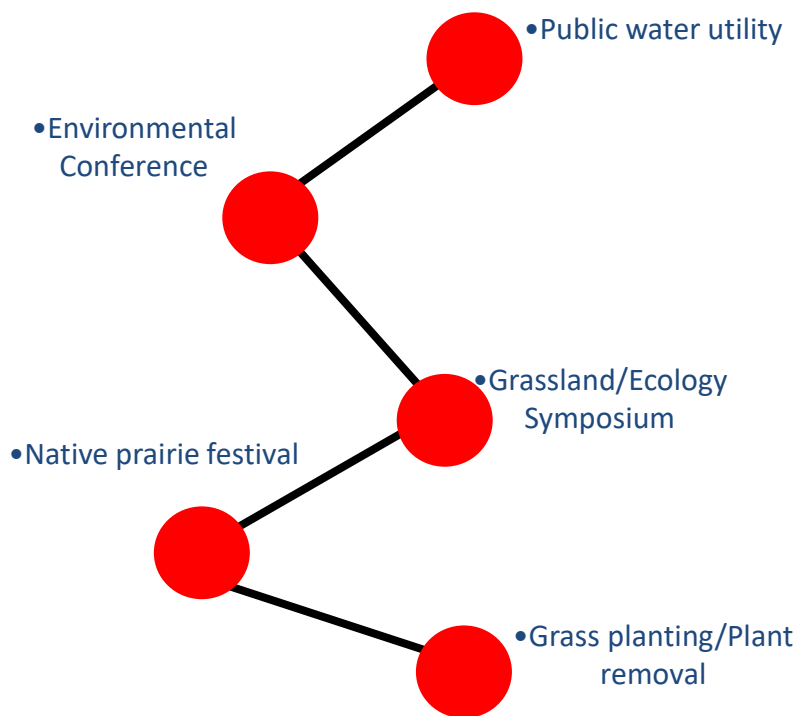 •Public water utility
•Environmental
Conference
•Grassland/Ecology
Symposium
•Native prairie festival
•Grass planting/Plant
removal